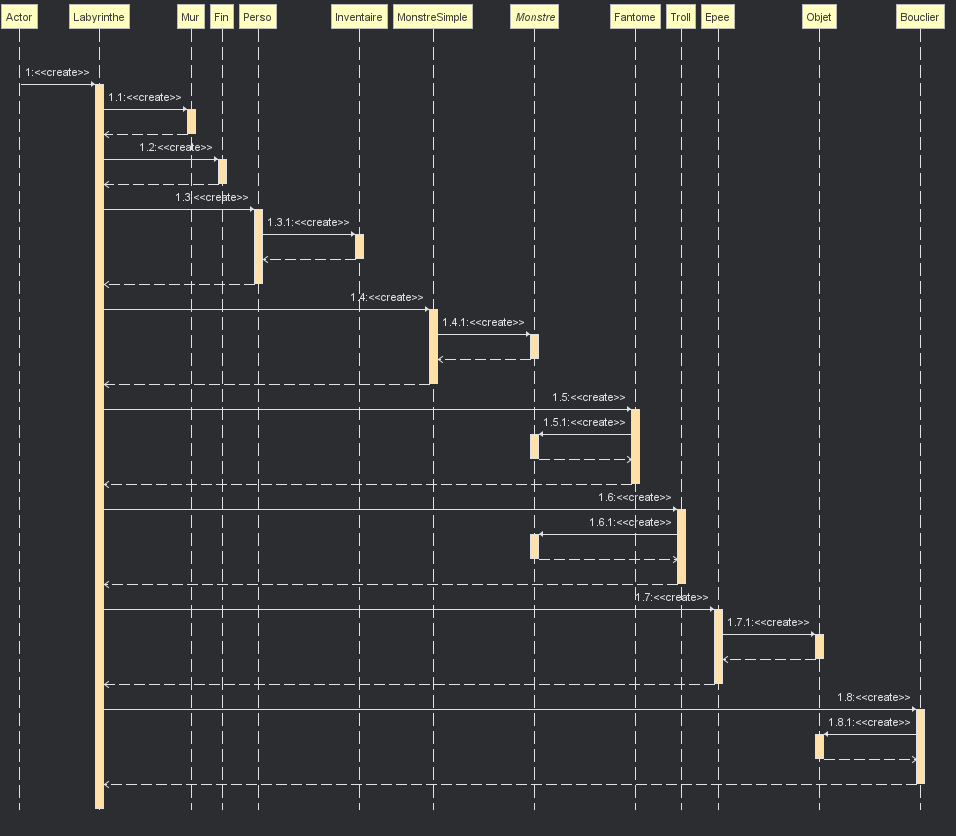 Actor
Labyrinthe
Mur
Fin
Perso
Inventaire
MonstreSimple
Monstre
Fantome
Troll
Epee
Objet
Bouclier
1:<<create>>
1.1:<<create>>
1.2:<<create>>
1.3:<<create>>
1.3.1:<<create>>
1.4:<<create>>
1.4.1:<<create>>
1.5:<<create>>
1.5.1:<<create>>
1.6:<<create>>
1.6.1:<<create>>
1.7:<<create>>
1.7.1:<<create>>
1.8:<<create>>
1.8.1:<<create>>